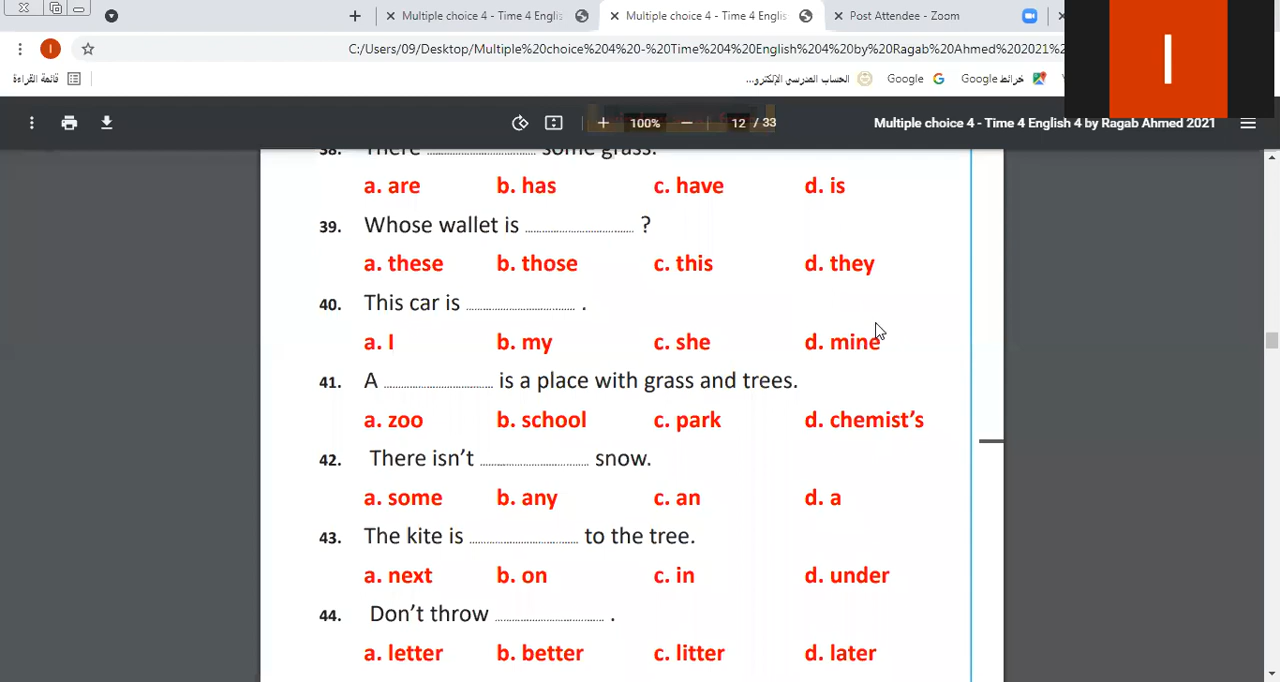 Multiple choice 4 - Time 4 Englis
Multiple choice 4 - Time 4 Englis
Post Attendee - Zoom
I
C:/Users/09/Desktop/Multiple%20choice%204%20-%20Time%204%20English%204%20by%20Ragab%20Ahmed%202021%2
I
قائمة القراءة
الحساب المدرسي الإلكترو...
Google
خرائط Google
100%
12 / 33
Multiple choice 4 - Time 4 English 4 by Ragab Ahmed 2021
38. There ........................ some grass.
a. are b. has c. have d. is
39. Whose wallet is ........................ ?
a. these b. those c. this d. they
40. This car is ........................ .
a. I b. my c. she d. mine
41. A ........................ is a place with grass and trees.
a. zoo b. school c. park d. chemist’s
42. There isn’t ........................ snow.
a. some b. any c. an d. a
43. The kite is ........................ to the tree.
a. next b. on c. in d. under
44. Don’t throw ........................ .
a. letter b. better c. litter d. later